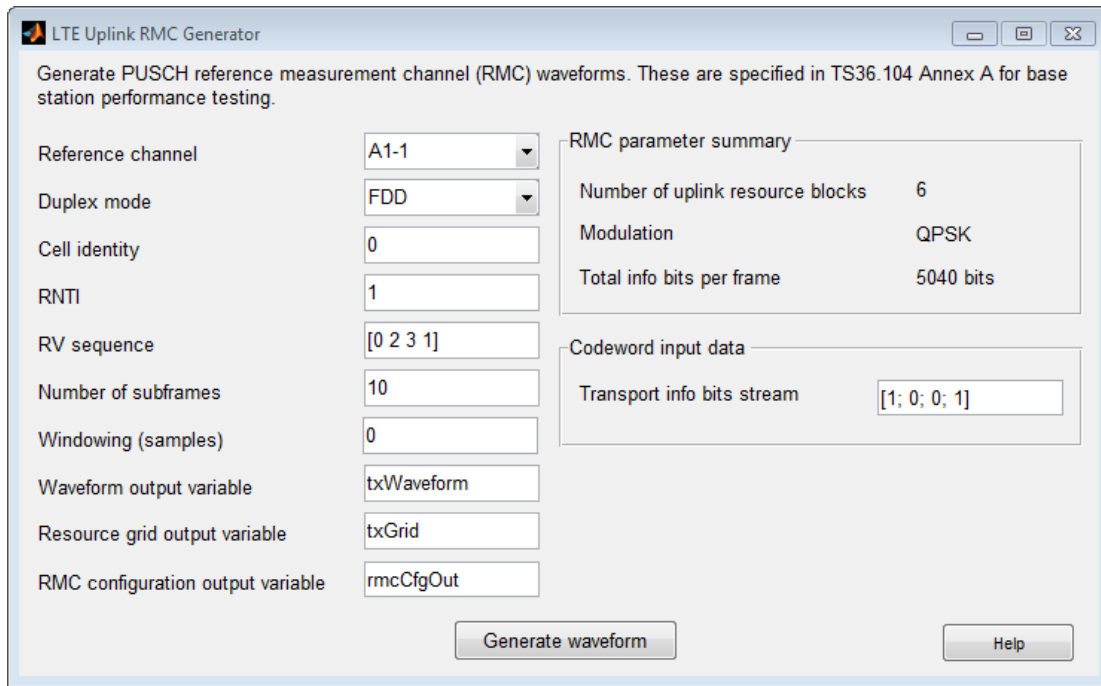 LTE Uplink RMC Generator
Generate PUSCH reference measurement channel (RMC) waveforms. These are specified in TS36.104 Annex A for base
station performance testing.
Reference channel A1-1
Duplex mode FDD
Cell identity 0
RNTI 1
RV sequence [0 2 3 1]
Number of subframes 10
Windowing (samples) 0
Waveform output variable txWaveform
Resource grid output variable txGrid
RMC configuration output variable rmcCfgOut
RMC parameter summary
Number of uplink resource blocks 6
Modulation QPSK
Total info bits per frame 5040 bits
Codeword input data
Transport info bits stream [1; 0; 0; 1]
Generate waveform
Help